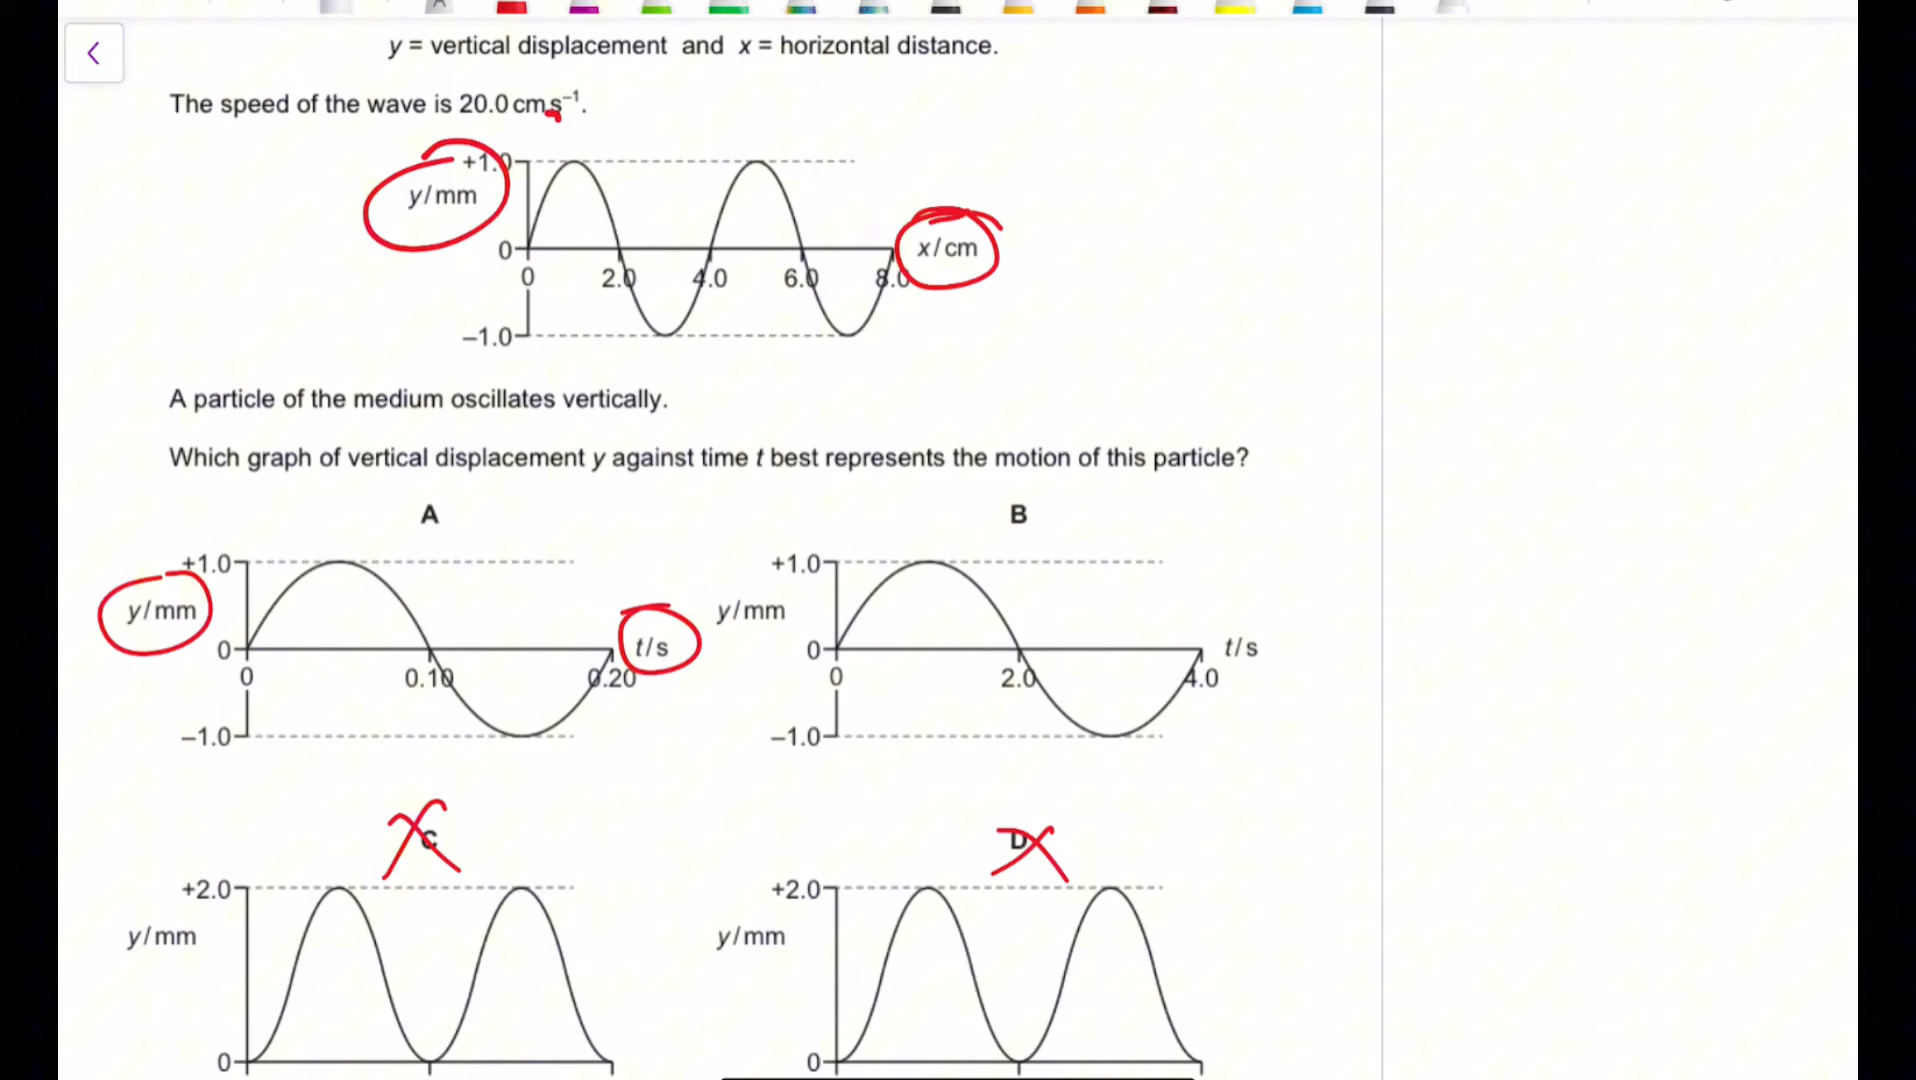 y = vertical displacement and x = horizontal distance.
The speed of the wave is 20.0 cm s⁻¹.
+1.0
y/mm
0
x/cm
0 2.0 4.0 6.0 8.0
–1.0
A particle of the medium oscillates vertically.
Which graph of vertical displacement y against time t best represents the motion of this particle?
A B
+1.0 +1.0
y/mm y/mm
0 t/s 0 t/s
0 0.10 0.20 0 2.0 4.0
–1.0 –1.0
C D
+2.0 +2.0
y/mm y/mm
0 0